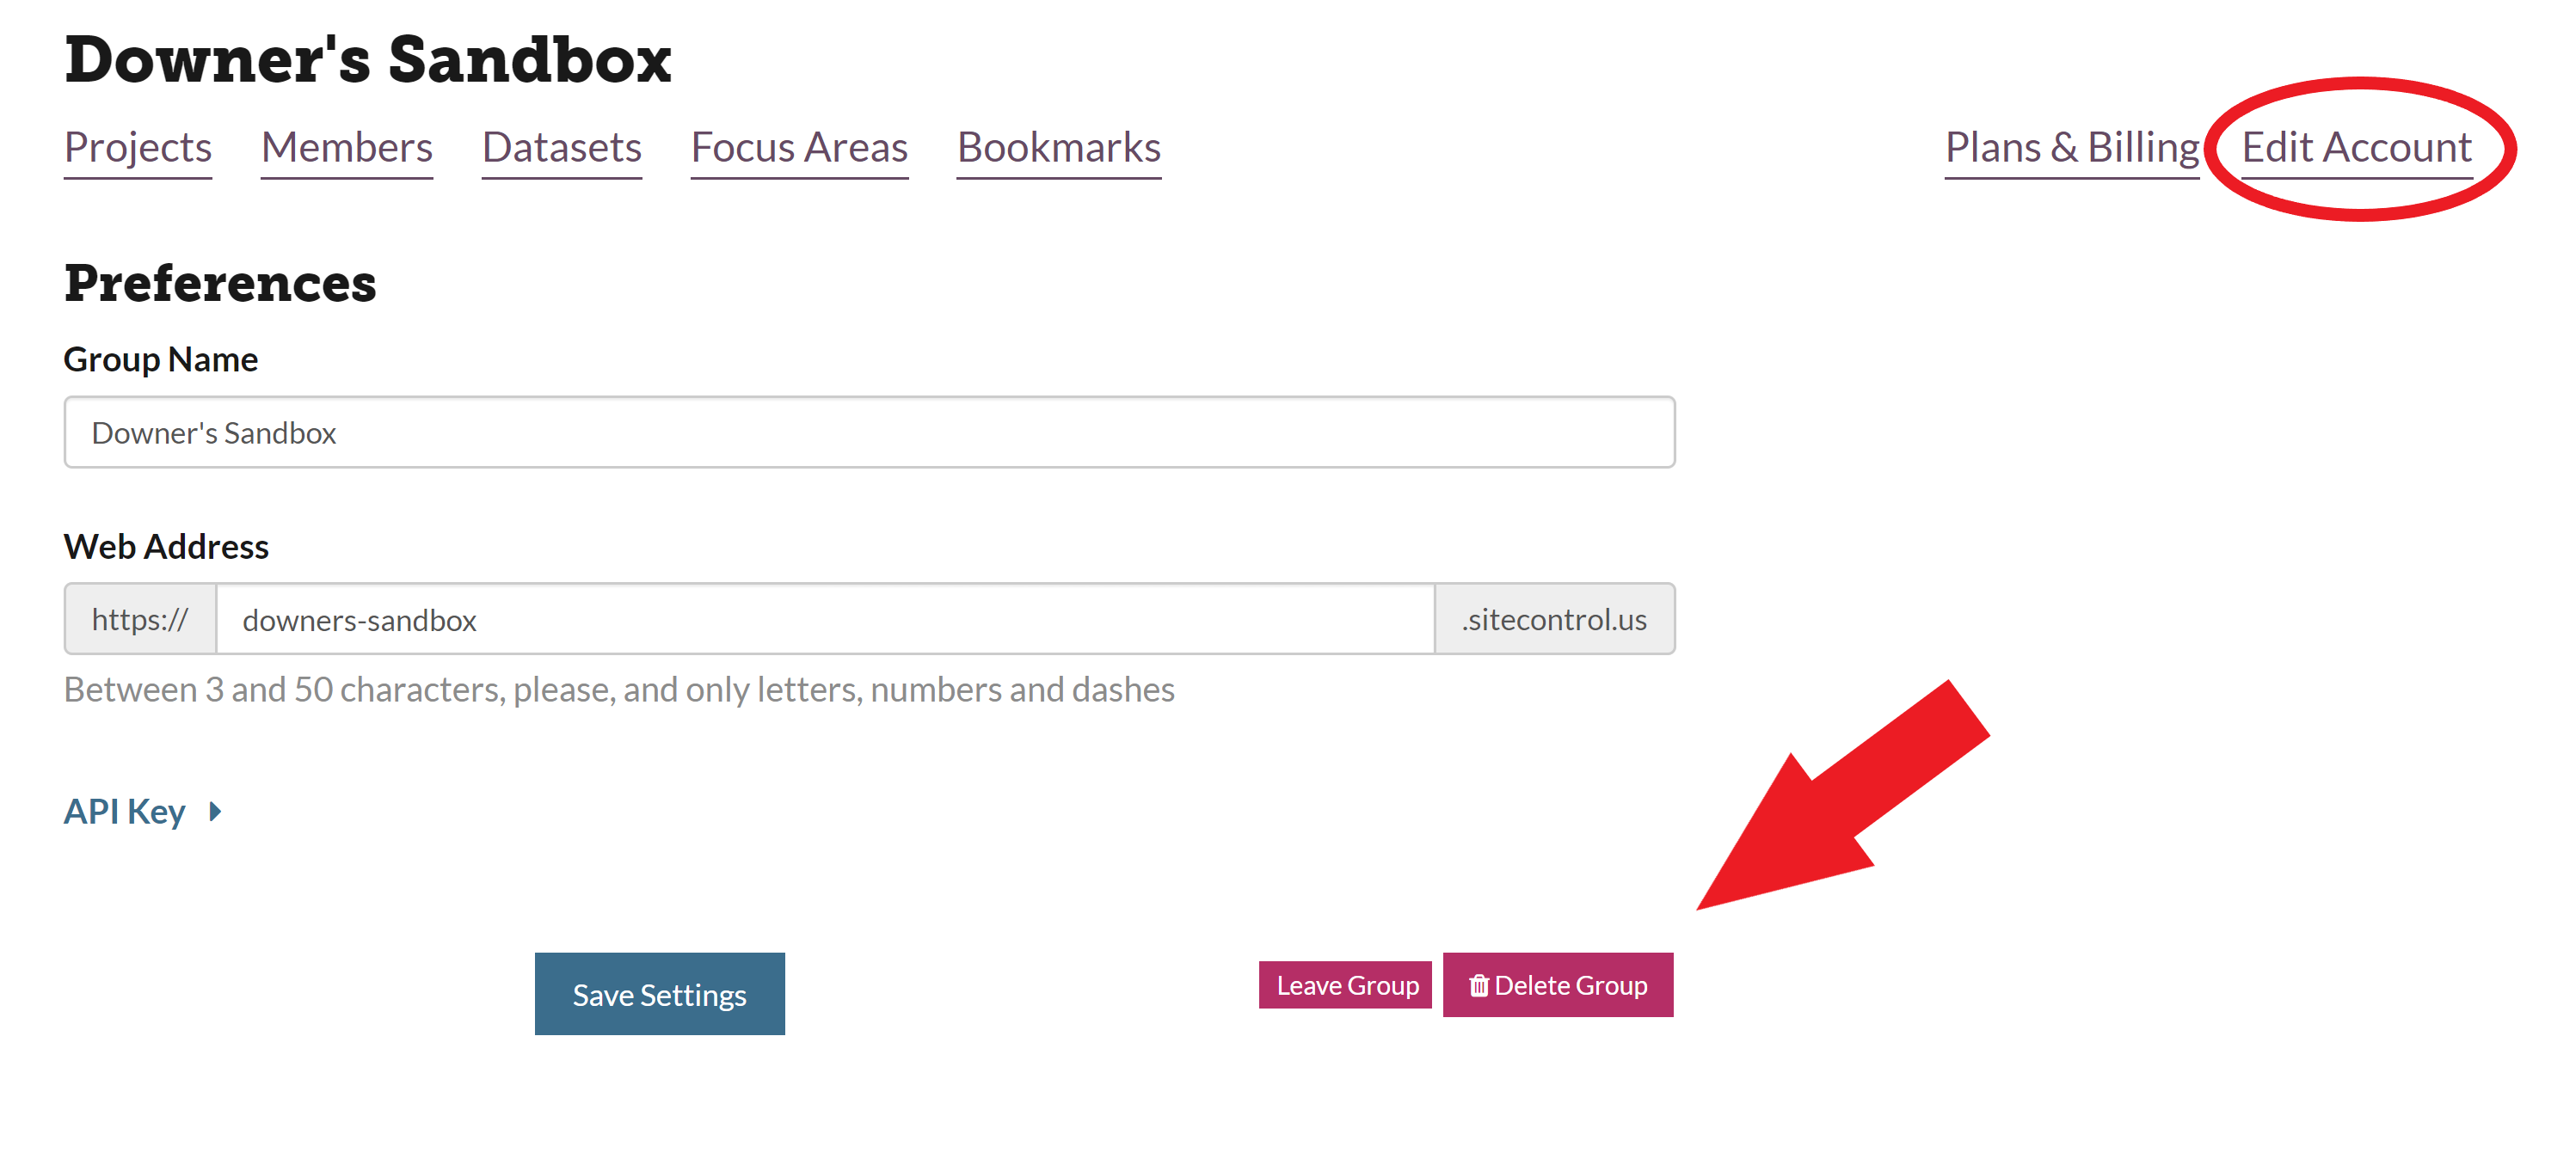 Downer's Sandbox
Projects Members Datasets Focus Areas Bookmarks Plans & Billing Edit Account
Preferences
Group Name
Downer's Sandbox
Web Address
https:// downers-sandbox .sitecontrol.us
Between 3 and 50 characters, please, and only letters, numbers and dashes
API Key
Save Settings Leave Group Delete Group